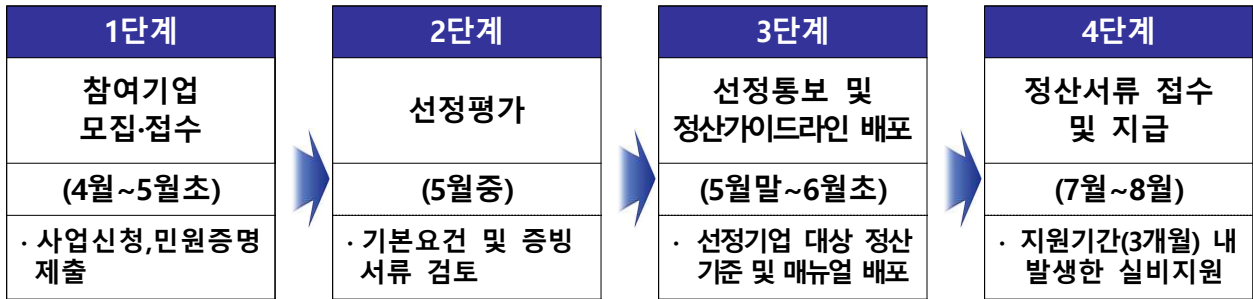 1단계
참여기업
모집·접수
(4월~5월초)
· 사업신청,민원증명
제출
2단계
선정평가
(5월중)
· 기본요건 및 증빙
서류 검토
3단계
선정통보 및
정산가이드라인 배포
(5월말~6월초)
· 선정기업 대상 정산
기준 및 매뉴얼 배포
4단계
정산서류 접수
및 지급
(7월~8월)
· 지원기간(3개월) 내
발생한 실비지원